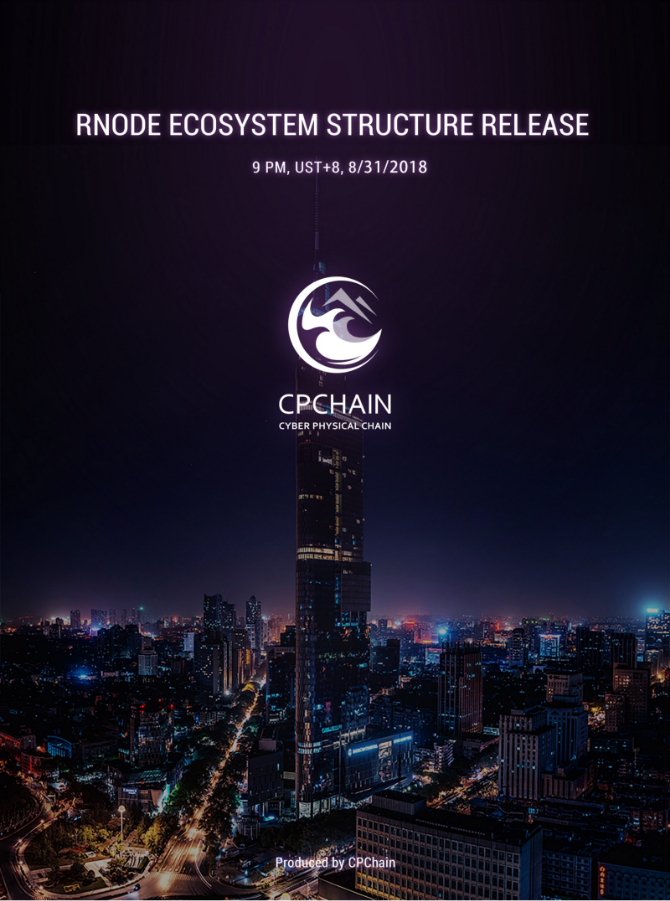 RNODE ECOSYSTEM STRUCTURE RELEASE
9 PM, UST+8, 8/31/2018
CPCHAIN
CYBER PHYSICAL CHAIN
Produced by CPChain